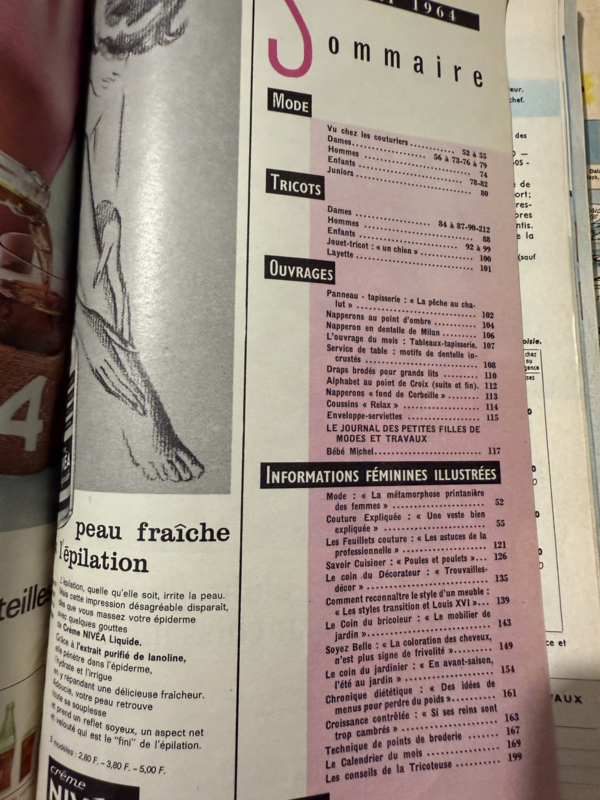 1964
Sommaire
MODE
Vu chez les couturiers ........... 52 à 55
Dames.................. 56 à 73-76 à 79
Hommes ........................... 74
Enfants ........................ 78-82
Juniors............................ 80
TRICOTS
Dames ................. 84 à 87-90-212
Hommes ........................... 88
Enfants ........................ 92 à 99
Jouet-tricot : « un chien » .......... 100
Layette ............................ 101
OUVRAGES
Panneau - tapisserie : « La pêche au cha-
lut » ............................. 102
Napperons au point d'ombre ........ 104
Napperon en dentelle de Milan ...... 106
L'ouvrage du mois : Tableaux-tapisserie. 107
Service de table : motifs de dentelle in-
crustés ........................... 108
Draps brodés pour grands lits ....... 110
Alphabet au point de Croix (suite et fin). 112
Napperons « fond de Corbeille » ..... 113
Coussins « Relax » ................. 114
Enveloppe-serviettes ................ 115
LE JOURNAL DES PETITES FILLES DE
MODES ET TRAVAUX
Bébé Michel........................ 117
INFORMATIONS FÉMININES ILLUSTRÉES
Mode : « La métamorphose printanière
des femmes » ..................... 52
Couture Expliquée : « Une veste bien
expliquée » ....................... 55
Les Feuillets couture : « Les astuces de la
professionnelle » .................. 121
Savoir Cuisiner : « Poules et poulets »... 126
Le coin du Décorateur : « Trouvailles-
décor » ........................... 135
Comment reconnaître le style d'un meuble :
« Les styles transition et Louis XVI »... 139
Le Coin du bricoleur : « Le mobilier de
jardin »........................... 143
Soyez Belle : « La coloration des cheveux,
n'est plus signe de frivolité »........ 149
Le coin du jardinier : « En avant-saison,
l'été au jardin » .................. 154
Chronique diététique : « Des idées de
menus pour perdre du poids »........ 161
Croissance contrôlée : « Si ses reins sont
trop cambrés » .................... 163
Technique de points de broderie ...... 167
Le Calendrier du mois ............... 169
Les conseils de la Tricoteuse ......... 199
peau fraîche
l'épilation
L'épilation, quelle qu'elle soit, irrite la peau.
Mais cette impression désagréable disparaît,
dès que vous massez votre épiderme
avec quelques gouttes
de Crème NIVÉA Liquide.
Grâce à l'extrait purifié de lanoline,
elle pénètre dans l'épiderme,
l'hydrate et l'irrigue
en y répandant une délicieuse fraîcheur.
Adoucie, votre peau retrouve
toute sa souplesse
et prend un reflet soyeux, un aspect net
et velouté qui est le "fini" de l'épilation.
3 modèles : 2,80 F. - 3,80 F. - 5,00 F.
crème
NIVÉA
4
teille
VAUX